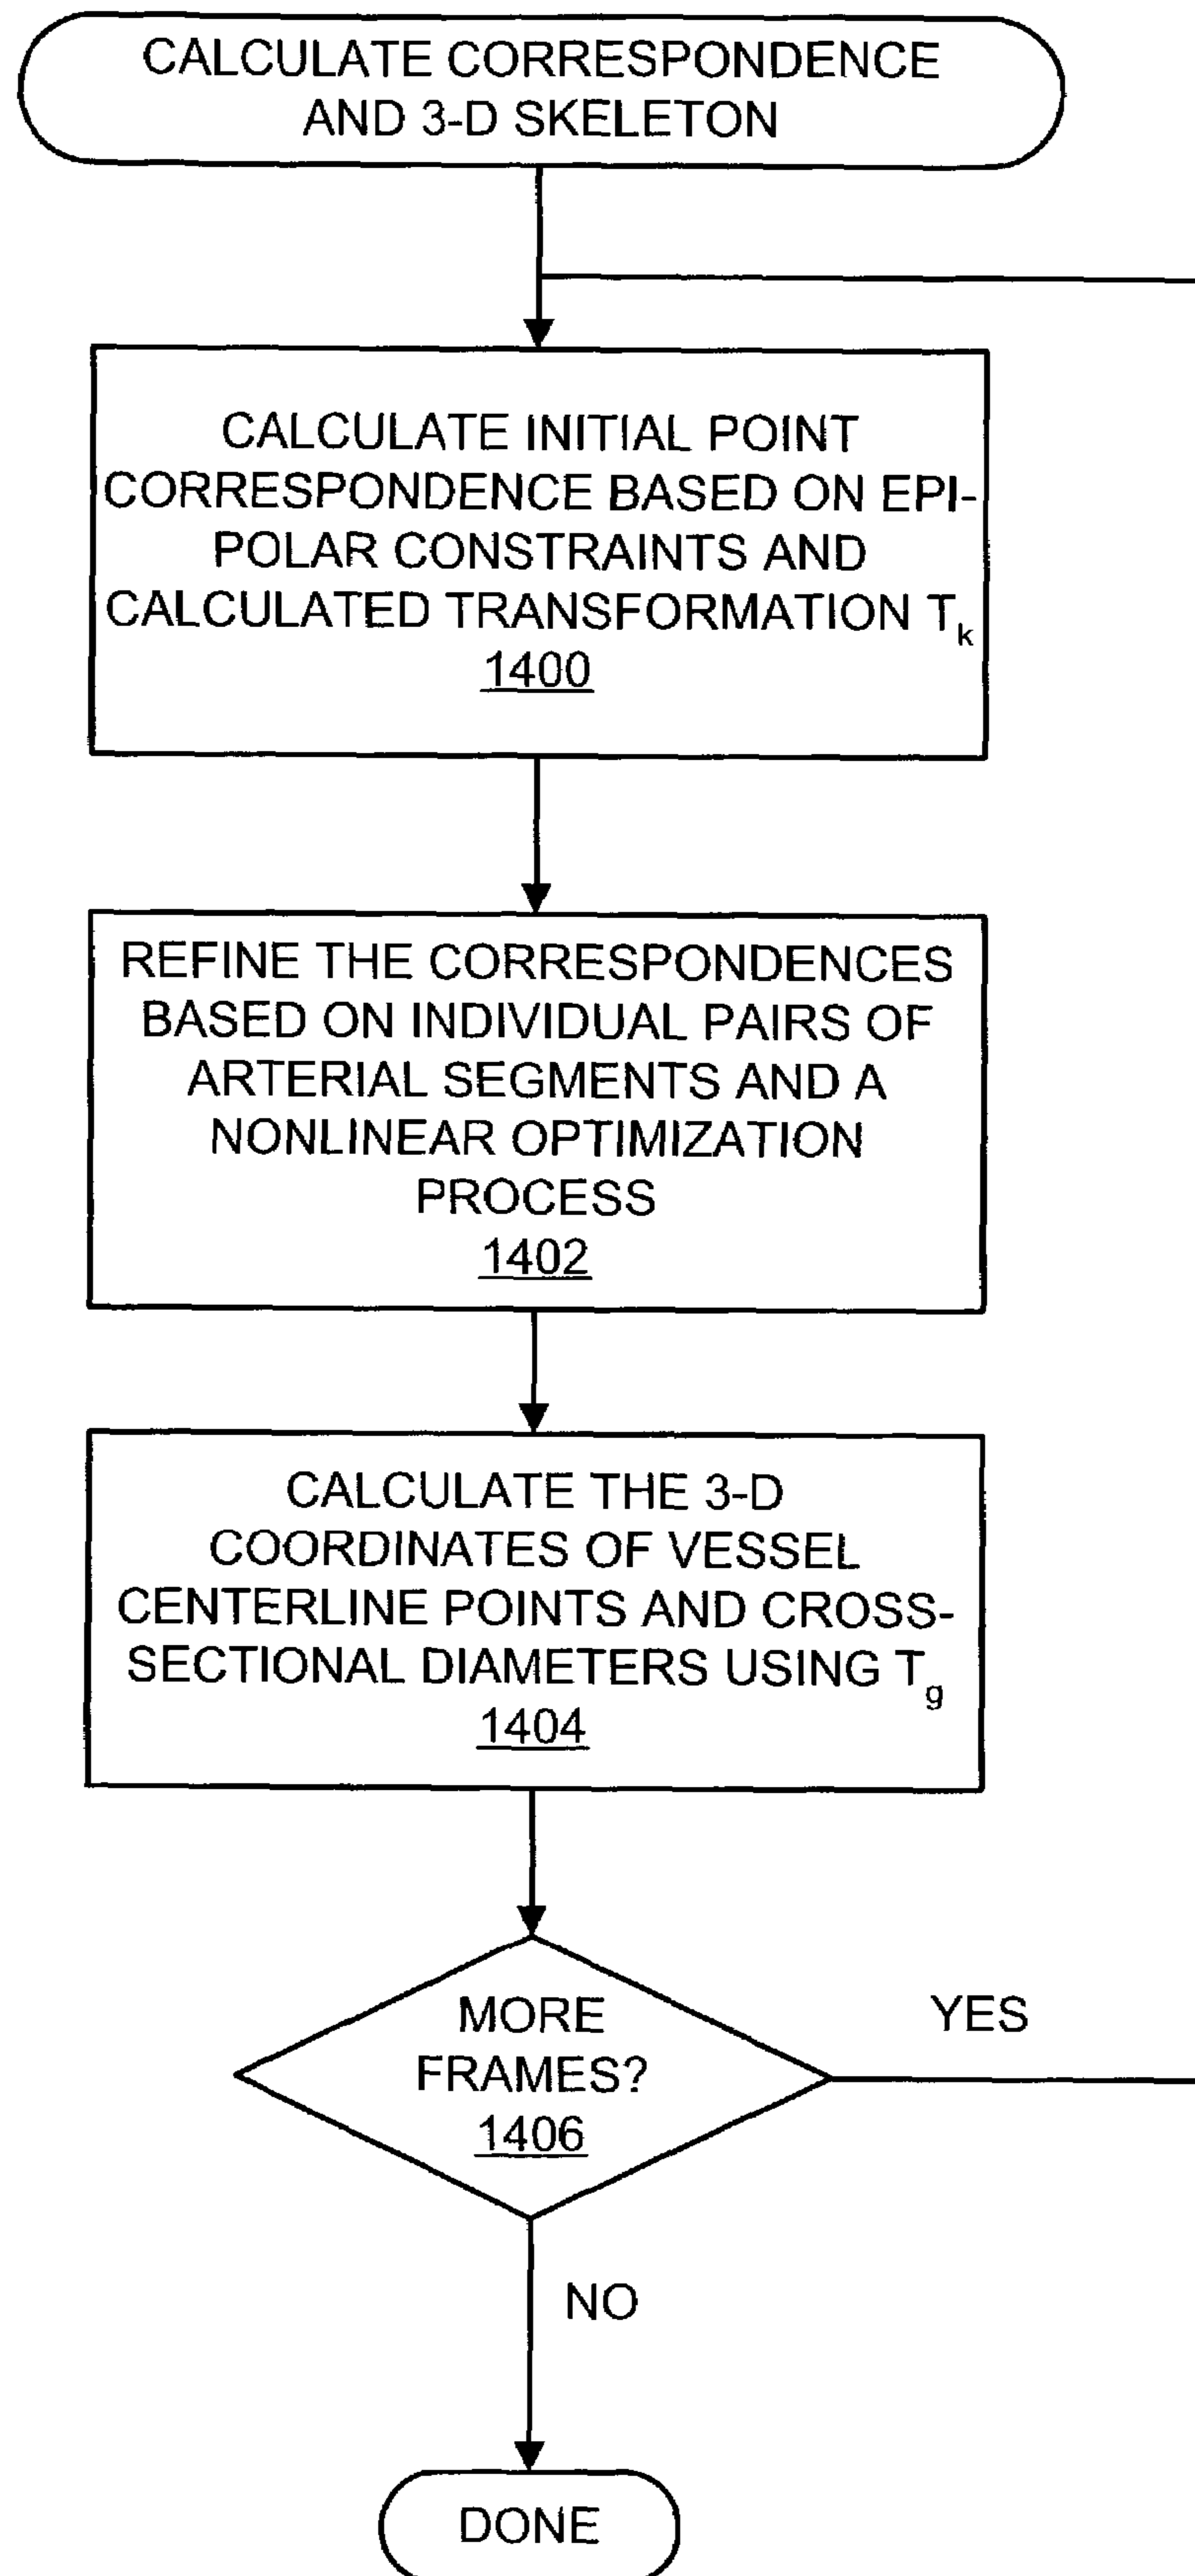 CALCULATE CORRESPONDENCE
AND 3-D SKELETON
CALCULATE INITIAL POINT
CORRESPONDENCE BASED ON EPI-
POLAR CONSTRAINTS AND
CALCULATED TRANSFORMATION Tk
1400
REFINE THE CORRESPONDENCES
BASED ON INDIVIDUAL PAIRS OF
ARTERIAL SEGMENTS AND A
NONLINEAR OPTIMIZATION
PROCESS
1402
CALCULATE THE 3-D
COORDINATES OF VESSEL
CENTERLINE POINTS AND CROSS-
SECTIONAL DIAMETERS USING Tg
1404
MORE
FRAMES?
1406
YES
NO
DONE